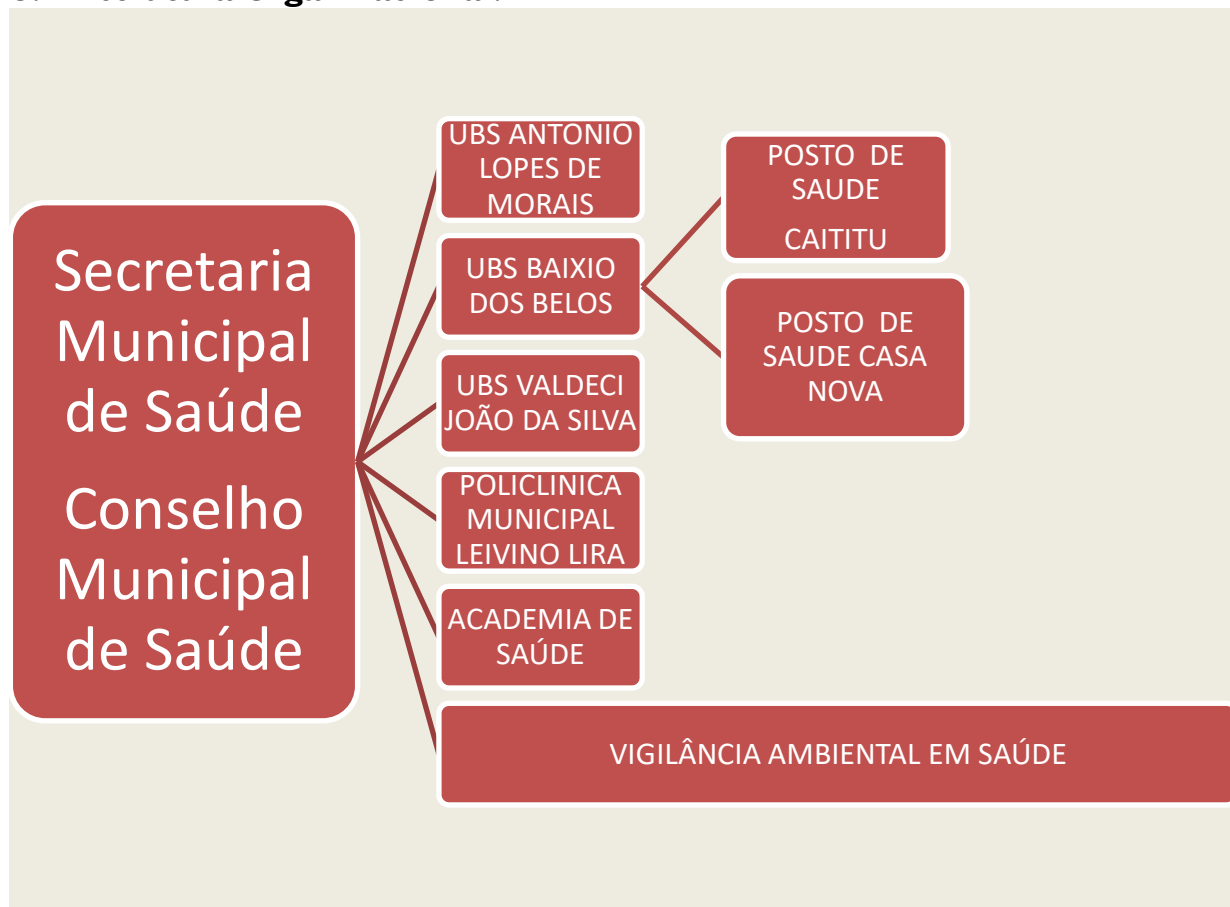 Secretaria
Municipal
de Saúde
Conselho
Municipal
de Saúde
UBS ANTONIO
LOPES DE
MORAIS
UBS BAIXIO
DOS BELOS
UBS VALDECI
JOÃO DA SILVA
POLICLINICA
MUNICIPAL
LEIVINO LIRA
ACADEMIA DE
SAÚDE
VIGILÂNCIA AMBIENTAL EM SAÚDE
POSTO DE
SAUDE
CAITITU
POSTO DE
SAUDE CASA
NOVA